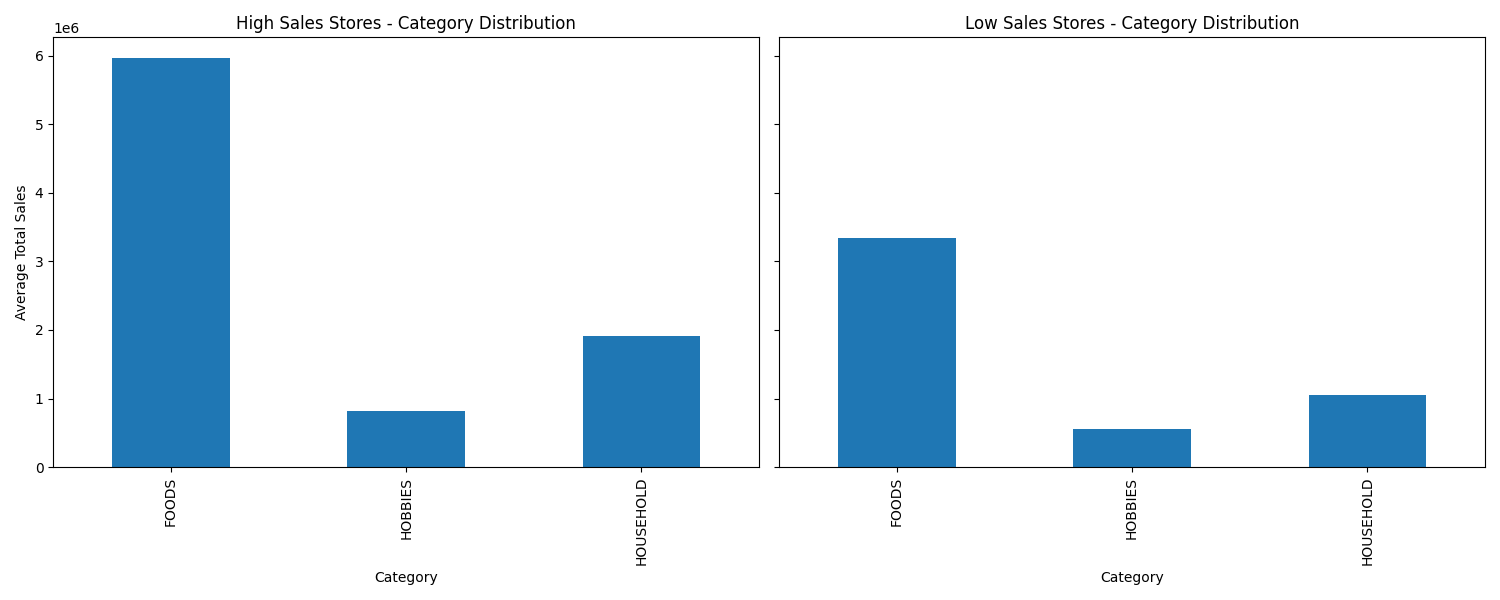 High Sales Stores - Category Distribution
1e6
6
5
4
3
2
1
0
Average Total Sales
FOODS
HOBBIES
HOUSEHOLD
Category
Low Sales Stores - Category Distribution
FOODS
HOBBIES
HOUSEHOLD
Category